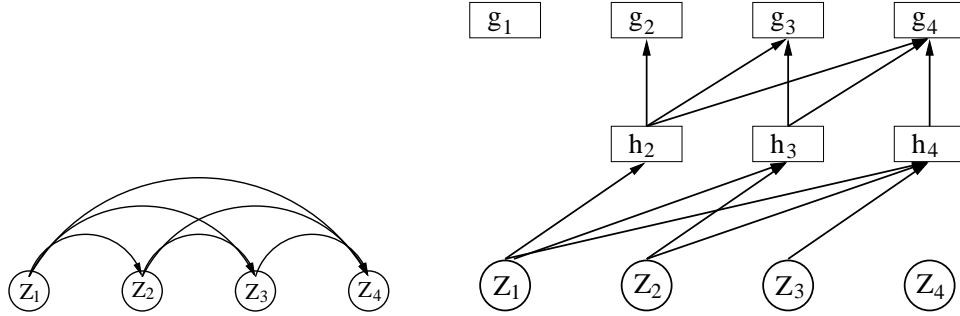 g₁ g₂ g₃ g₄
h₂ h₃ h₄
Z₁ Z₂ Z₃ Z₄ Z₁ Z₂ Z₃ Z₄